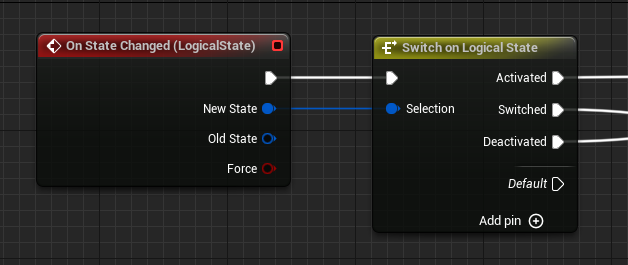 On State Changed (LogicalState)
New State
Old State
Force
Switch on Logical State
Selection
Activated
Switched
Deactivated
Default
Add pin